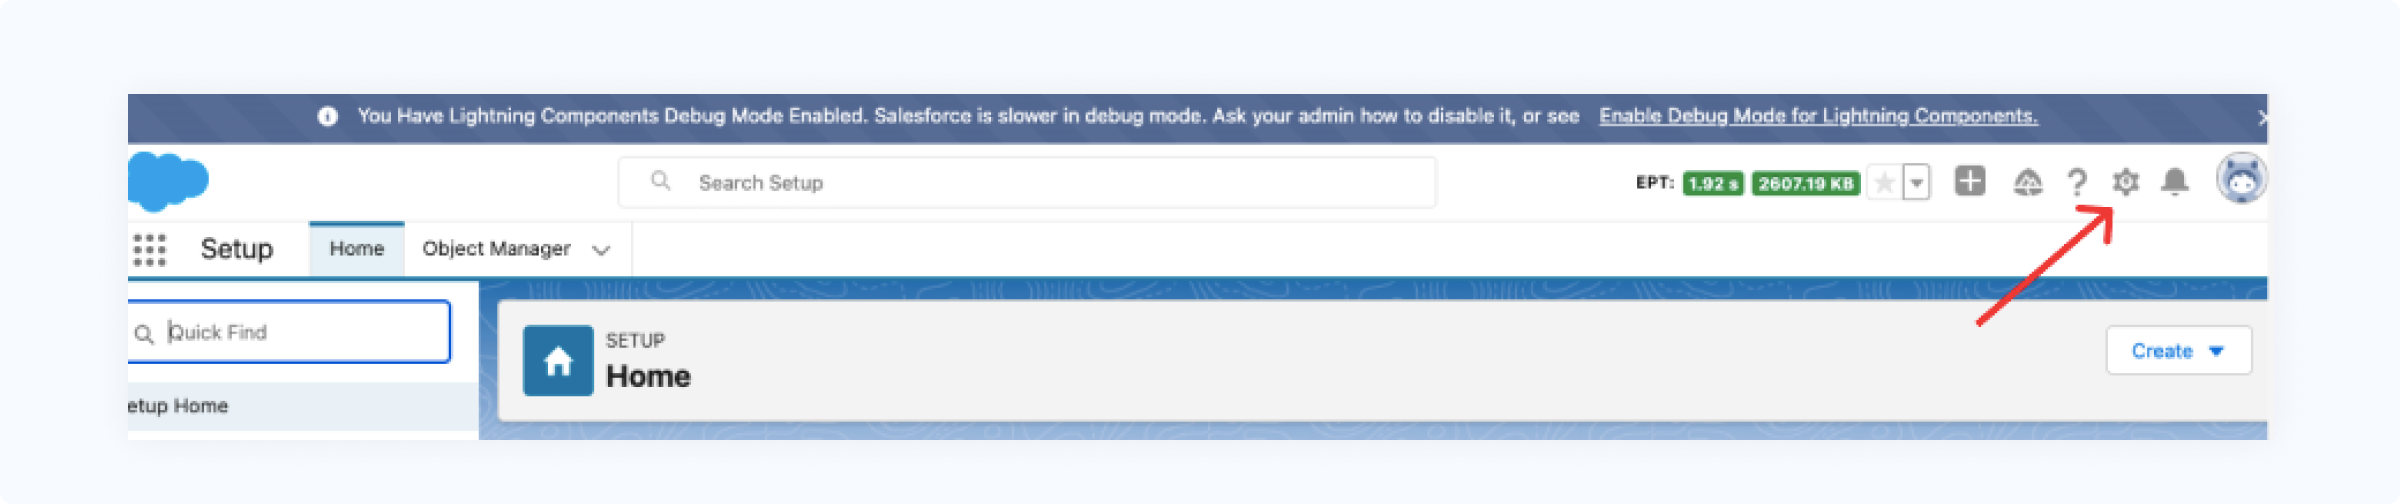 You Have Lightning Components Debug Mode Enabled. Salesforce is slower in debug mode. Ask your admin how to disable it, or see Enable Debug Mode for Lightning Components.
Search Setup
EPT: 1.92 s 2607.19 KB
Setup Home Object Manager
Quick Find
SETUP
Home
Create
etup Home